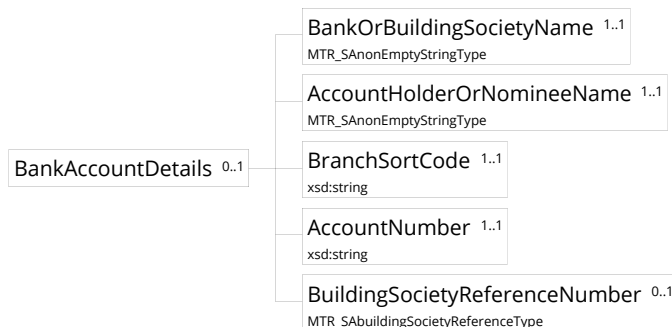 BankOrBuildingSocietyName 1..1
MTR_SAnonEmptyStringType
AccountHolderOrNomineeName 1..1
MTR_SAnonEmptyStringType
BankAccountDetails 0..1
BranchSortCode 1..1
xsd:string
AccountNumber 1..1
xsd:string
BuildingSocietyReferenceNumber 0..1
MTR_SAbuildingSocietyReferenceType